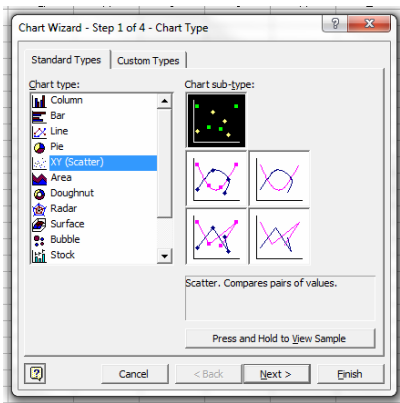 Chart Wizard - Step 1 of 4 - Chart Type
Standard Types Custom Types
Chart type:
Column
Bar
Line
Pie
XY (Scatter)
Area
Doughnut
Radar
Surface
Bubble
Stock
Chart sub-type:
Scatter. Compares pairs of values.
Press and Hold to View Sample
Cancel < Back Next > Finish